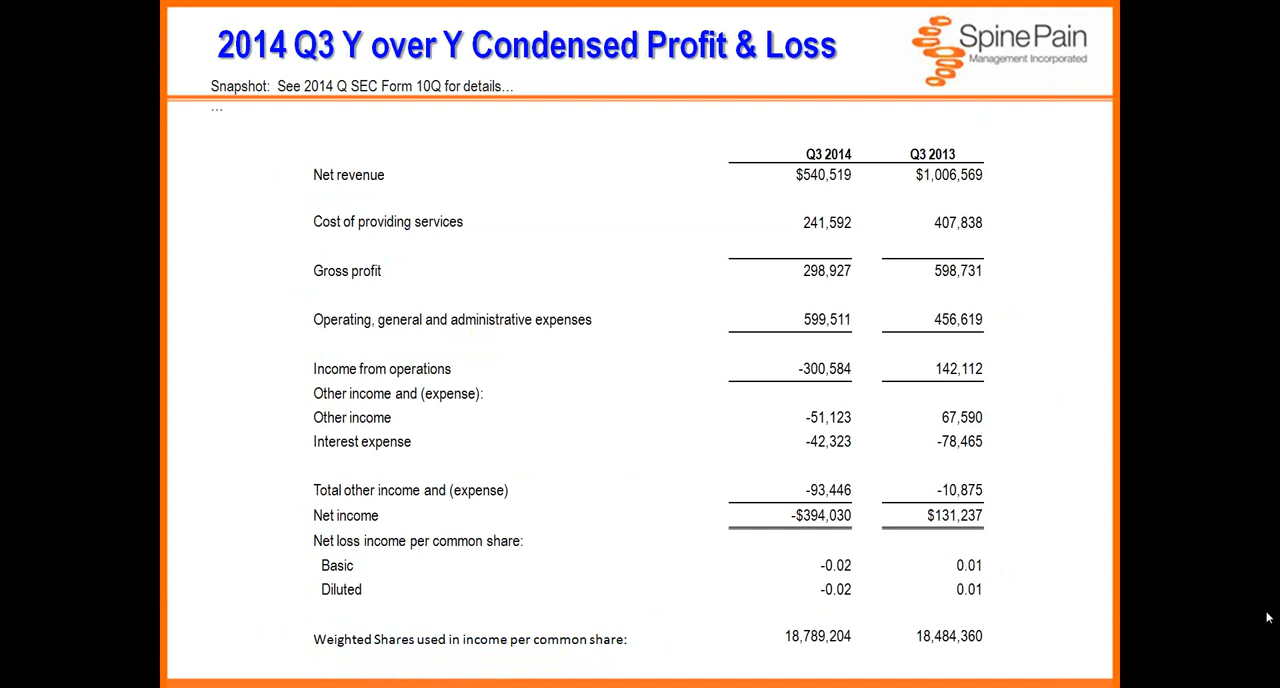 2014 Q3 Y over Y Condensed Profit & Loss
SpinePain
Management Incorporated
Snapshot: See 2014 Q SEC Form 10Q for details...
...
Q3 2014 Q3 2013
Net revenue $540,519 $1,006,569
Cost of providing services 241,592 407,838
Gross profit 298,927 598,731
Operating, general and administrative expenses 599,511 456,619
Income from operations -300,584 142,112
Other income and (expense):
Other income -51,123 67,590
Interest expense -42,323 -78,465
Total other income and (expense) -93,446 -10,875
Net income -$394,030 $131,237
Net loss income per common share:
Basic -0.02 0.01
Diluted -0.02 0.01
Weighted Shares used in income per common share: 18,789,204 18,484,360